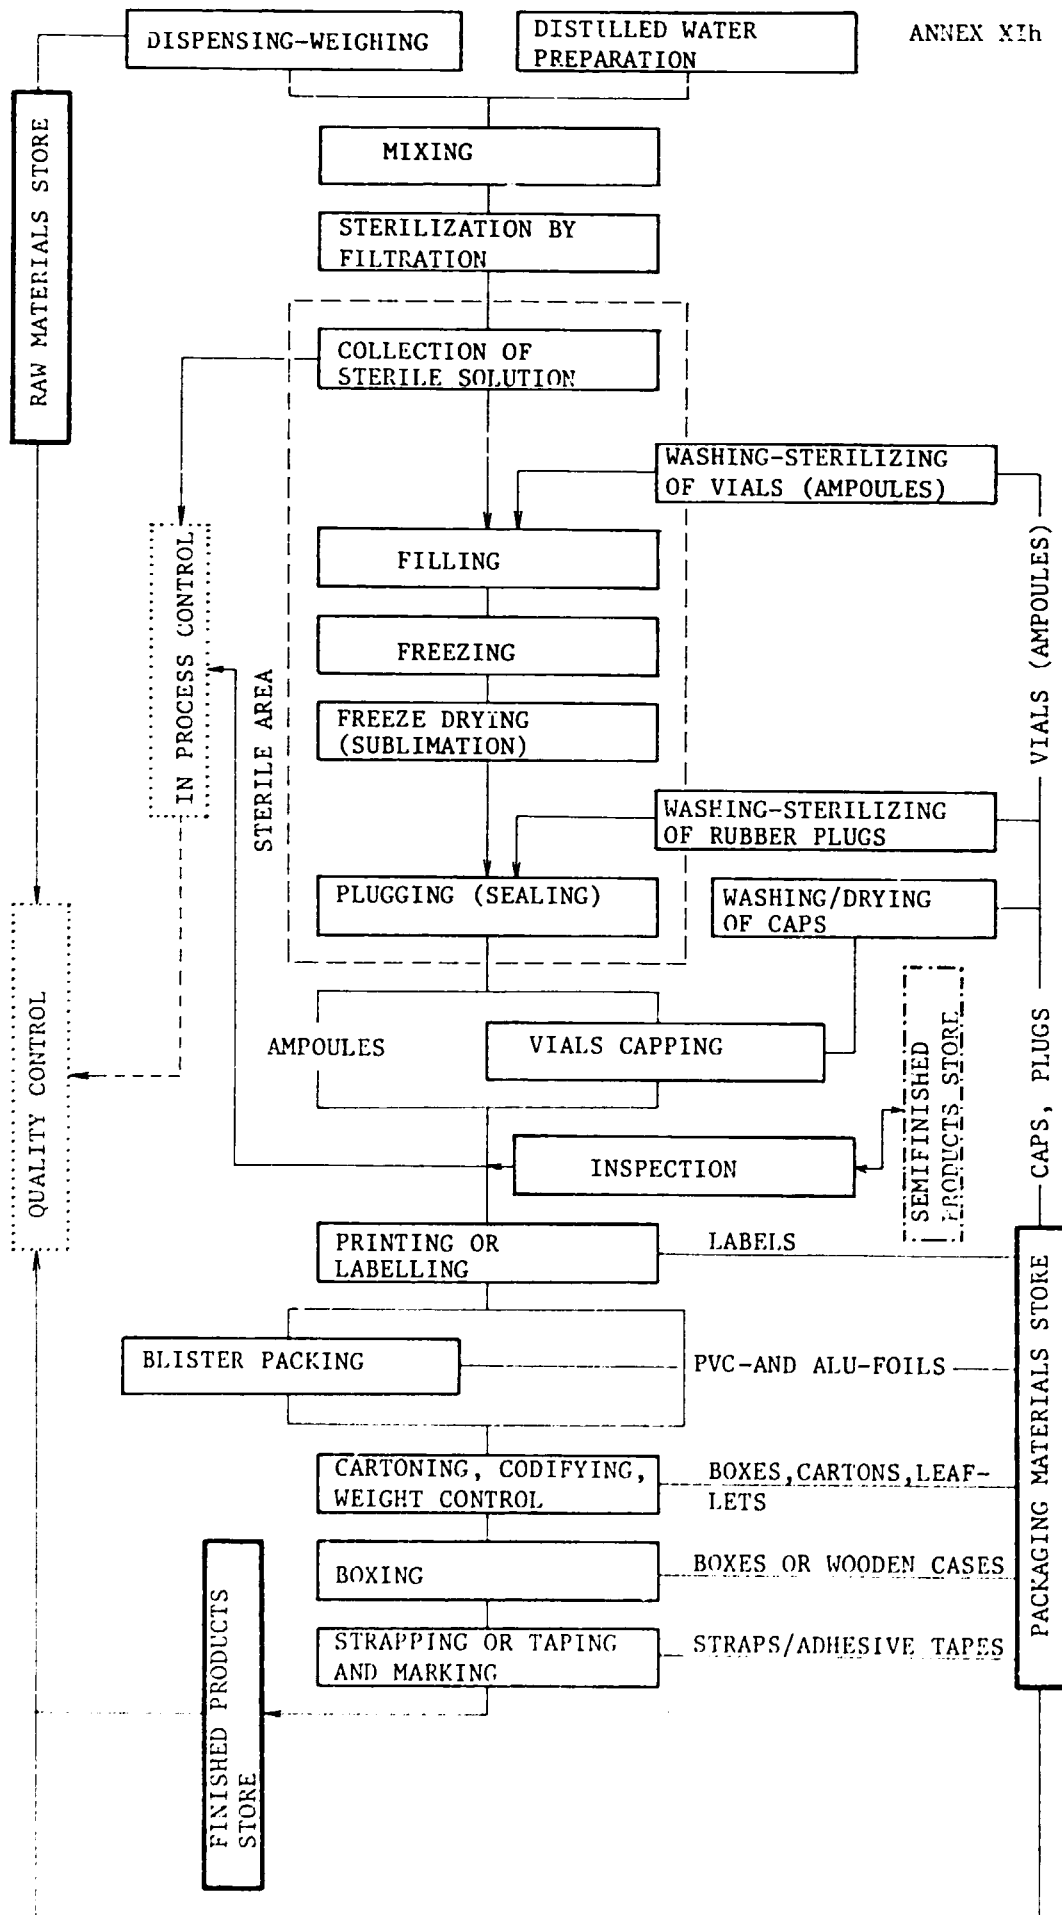 ANNEX XIh
DISPENSING-WEIGHING
DISTILLED WATER
PREPARATION
RAW MATERIALS STORE
MIXING
STERILIZATION BY
FILTRATION
COLLECTION OF
STERILE SOLUTION
WASHING-STERILIZING
OF VIALS (AMPOULES)
VIALS (AMPOULES)
IN PROCESS CONTROL
FILLING
FREEZING
STERILE AREA
FREEZE DRYING
(SUBLIMATION)
WASHING-STERILIZING
OF RUBBER PLUGS
PLUGGING (SEALING)
WASHING/DRYING
OF CAPS
QUALITY CONTROL
AMPOULES
VIALS CAPPING
SEMIFINISHED
PRODUCTS STORE
CAPS, PLUGS
INSPECTION
PRINTING OR
LABELLING
LABELS
BLISTER PACKING
PVC-AND ALU-FOILS
PACKAGING MATERIALS STORE
CARTONING, CODIFYING,
WEIGHT CONTROL
BOXES,CARTONS,LEAF-
LETS
BOXING
BOXES OR WOODEN CASES
STRAPPING OR TAPING
AND MARKING
STRAPS/ADHESIVE TAPES
FINISHED PRODUCTS
STORE